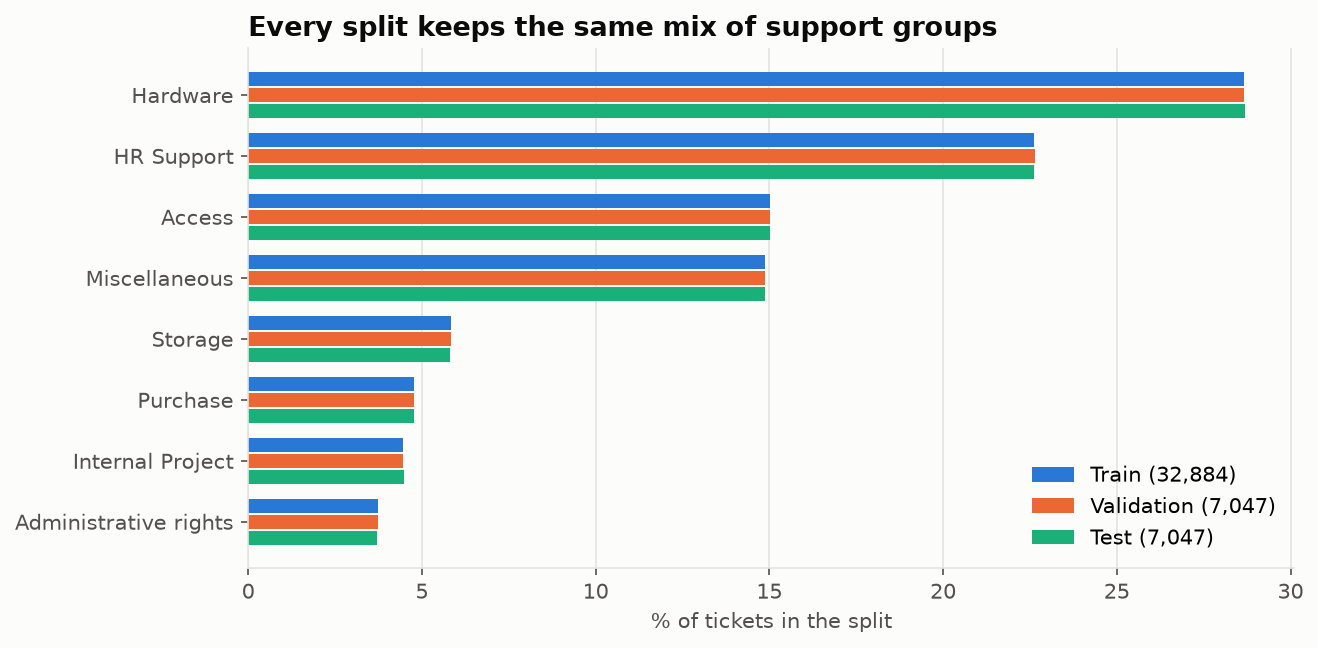 Every split keeps the same mix of support groups
Hardware
HR Support
Access
Miscellaneous
Storage
Purchase
Internal Project
Administrative rights
Train (32,884)
Validation (7,047)
Test (7,047)
0 5 10 15 20 25 30
% of tickets in the split